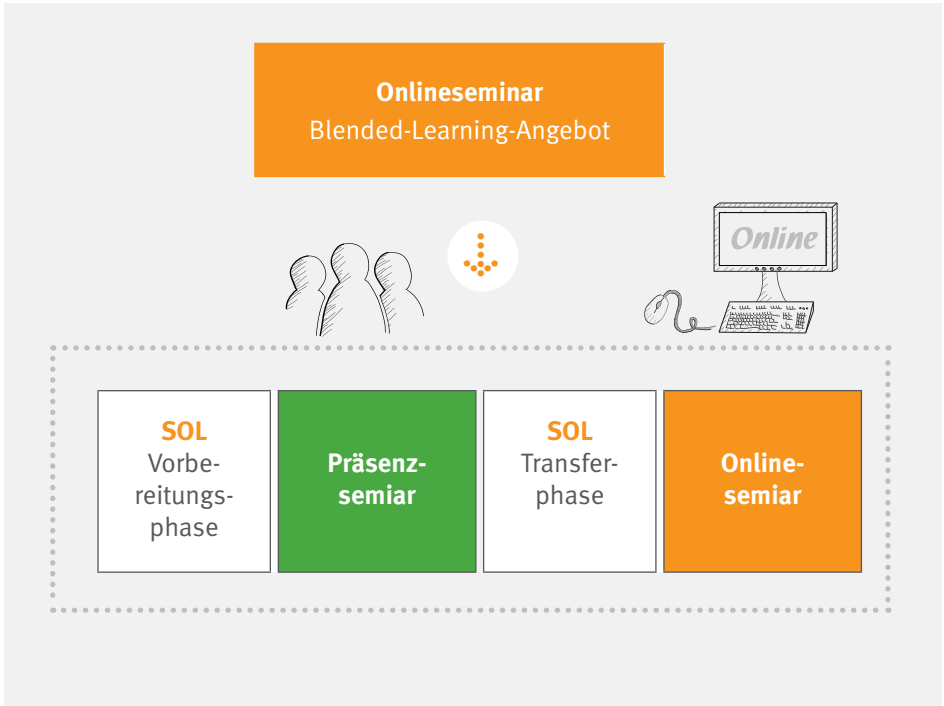 Onlineseminar
Blended-Learning-Angebot
Online
SOL
Vorbe-
reitungs-
phase
Präsenz-
semiar
SOL
Transfer-
phase
Online-
semiar